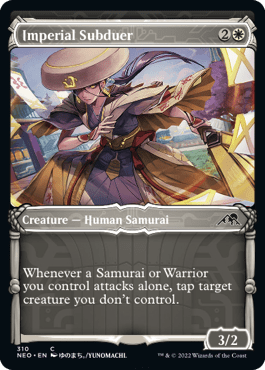 Imperial Subduer 2
Creature — Human Samurai
Whenever a Samurai or Warrior
you control attacks alone, tap target
creature you don't control.
3/2
310 C
NEO • EN ゆのまち。/YUNOMACHI.
™ & © 2022 Wizards of the Coast